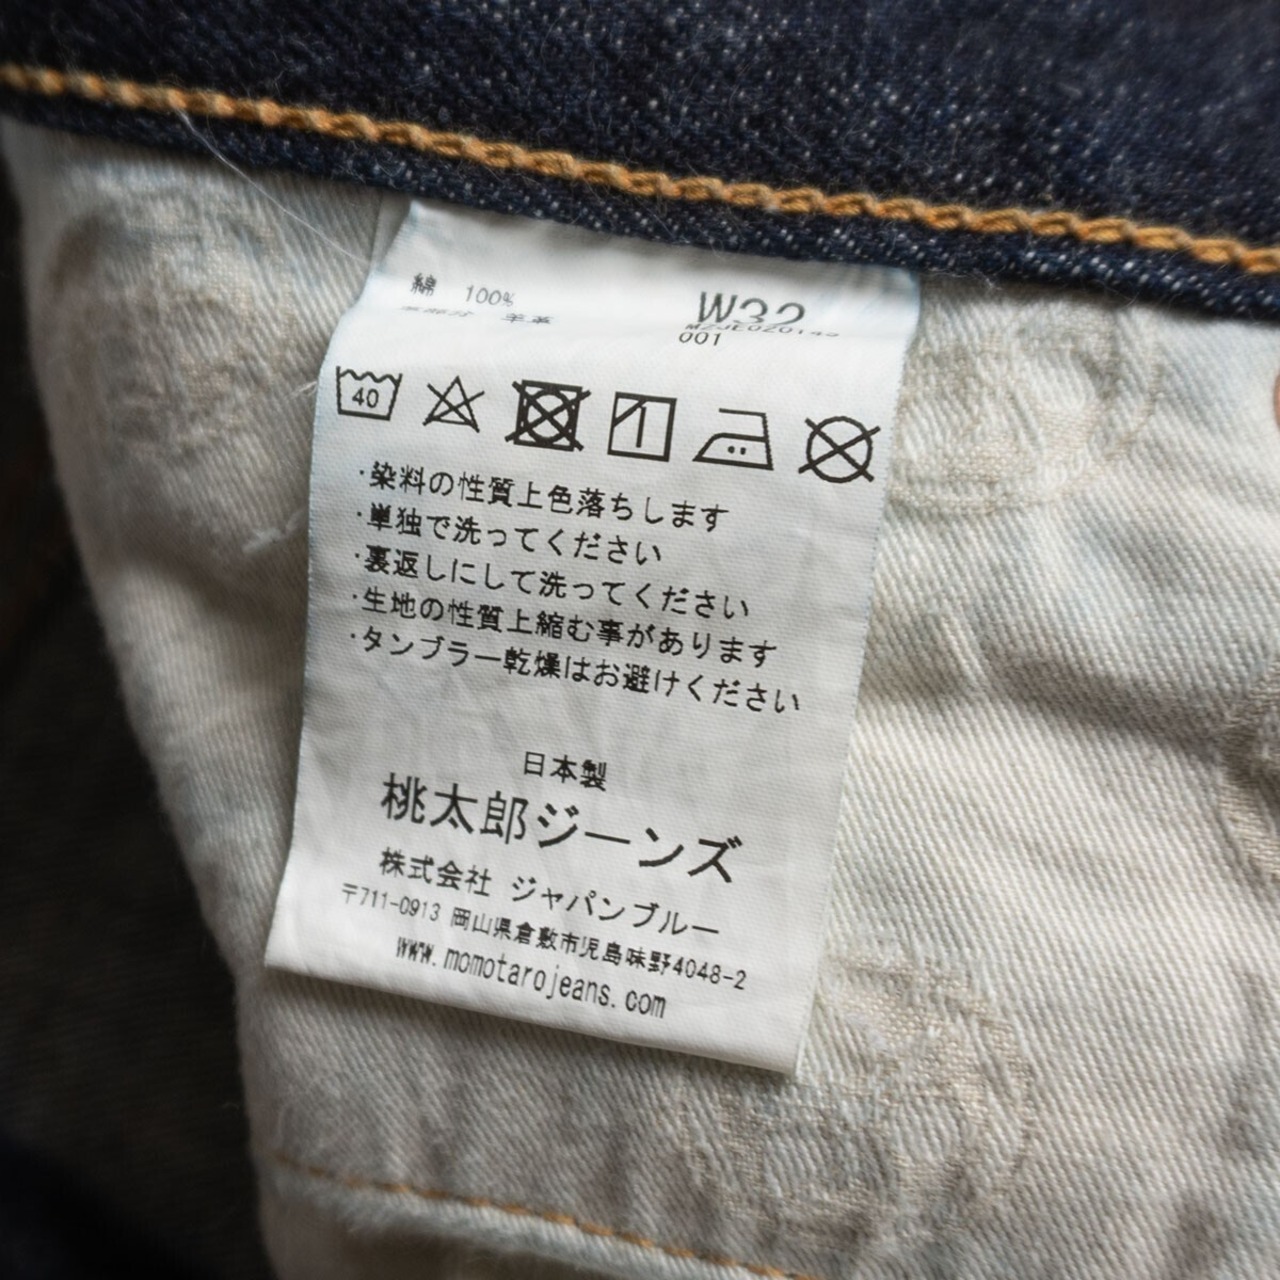 綿 100%
羊革
W32
001
40
・染料の性質上色落ちします
・単独で洗ってください
・裏返しにして洗ってください
・生地の性質上縮む事があります
・タンブラー乾燥はお避けください
日本製
桃太郎ジーンズ
株式会社 ジャパンブルー
〒711-0913 岡山県倉敷市児島味野4048-2
www.momotarojeans.com